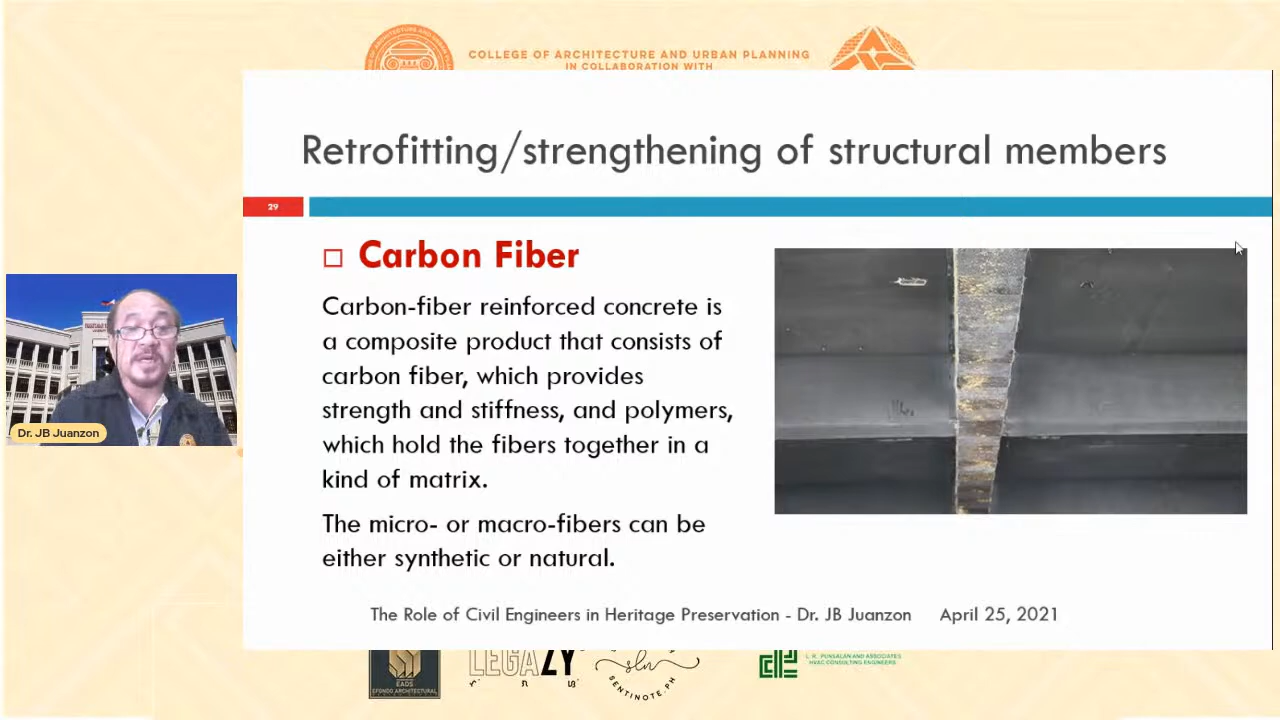 COLLEGE OF ARCHITECTURE AND URBAN PLANNING
IN COLLABORATION WITH
Retrofitting/strengthening of structural members
29
Carbon Fiber
Carbon-fiber reinforced concrete is
a composite product that consists of
carbon fiber, which provides
strength and stiffness, and polymers,
which hold the fibers together in a
kind of matrix.
The micro- or macro-fibers can be
either synthetic or natural.
The Role of Civil Engineers in Heritage Preservation - Dr. JB Juanzon April 25, 2021
Dr. JB Juanzon
EADS
EFONDO ARCHITECTURAL
LEGAZY
sln
SENTINOTE.PH
L. R. PUNSALAN AND ASSOCIATES
HVAC CONSULTING ENGINEERS